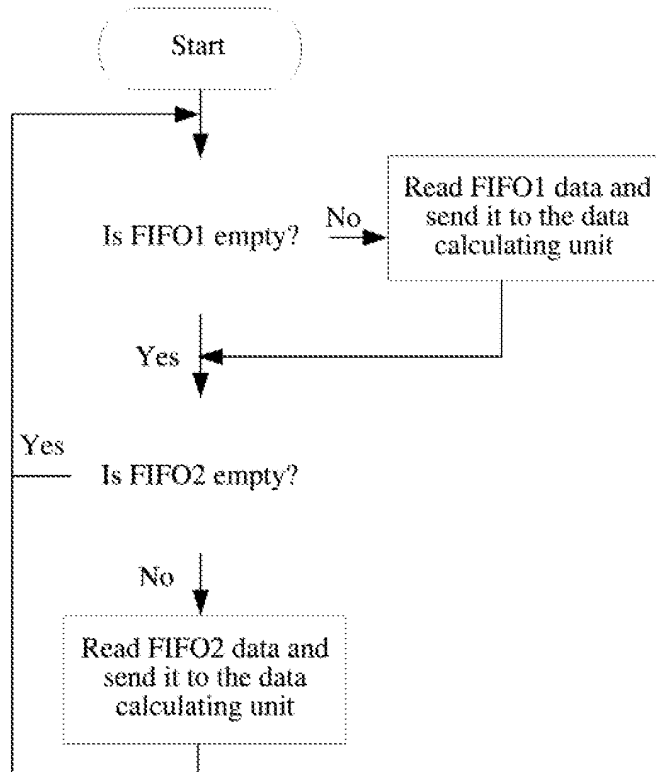 Start
Is FIFO1 empty?
No
Read FIFO1 data and
send it to the data
calculating unit
Yes
Yes
Is FIFO2 empty?
No
Read FIFO2 data and
send it to the data
calculating unit